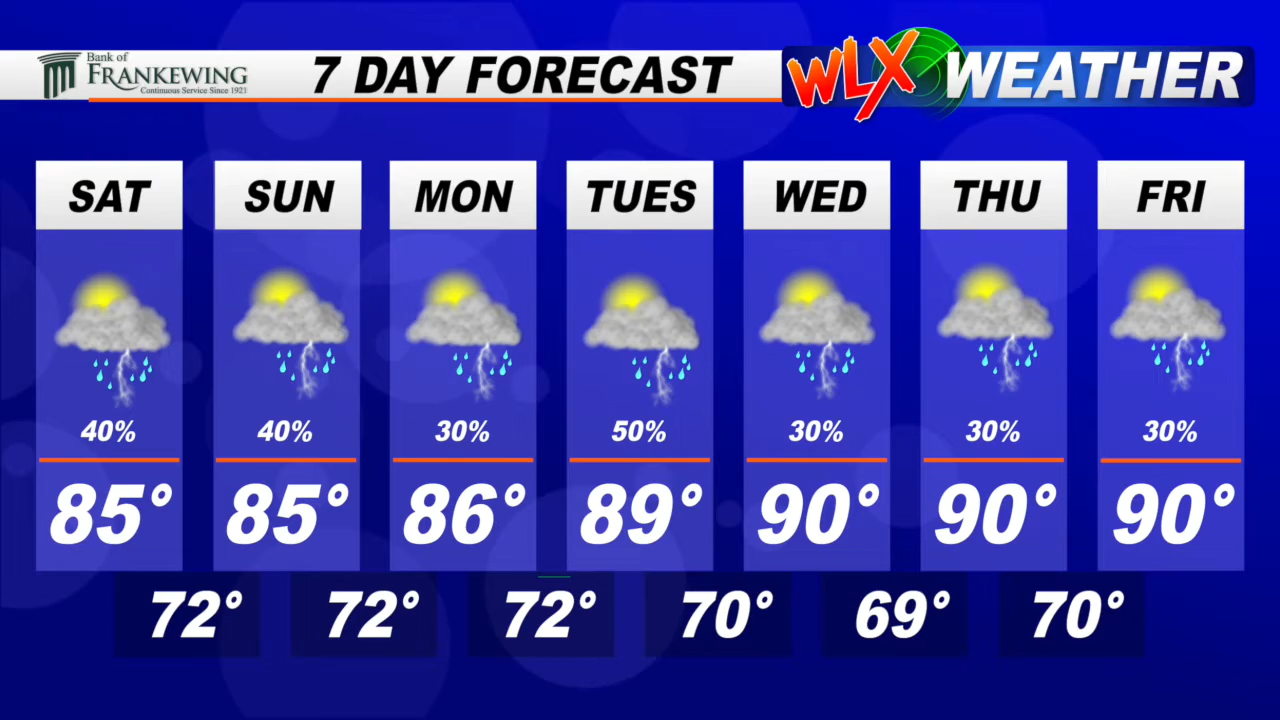 Bank of
FRANKEWING
Continuous Service Since 1921
7 DAY FORECAST
WLX WEATHER
SAT SUN MON TUES WED THU FRI
40% 40% 30% 50% 30% 30% 30%
85° 85° 86° 89° 90° 90° 90°
72° 72° 72° 70° 69° 70°